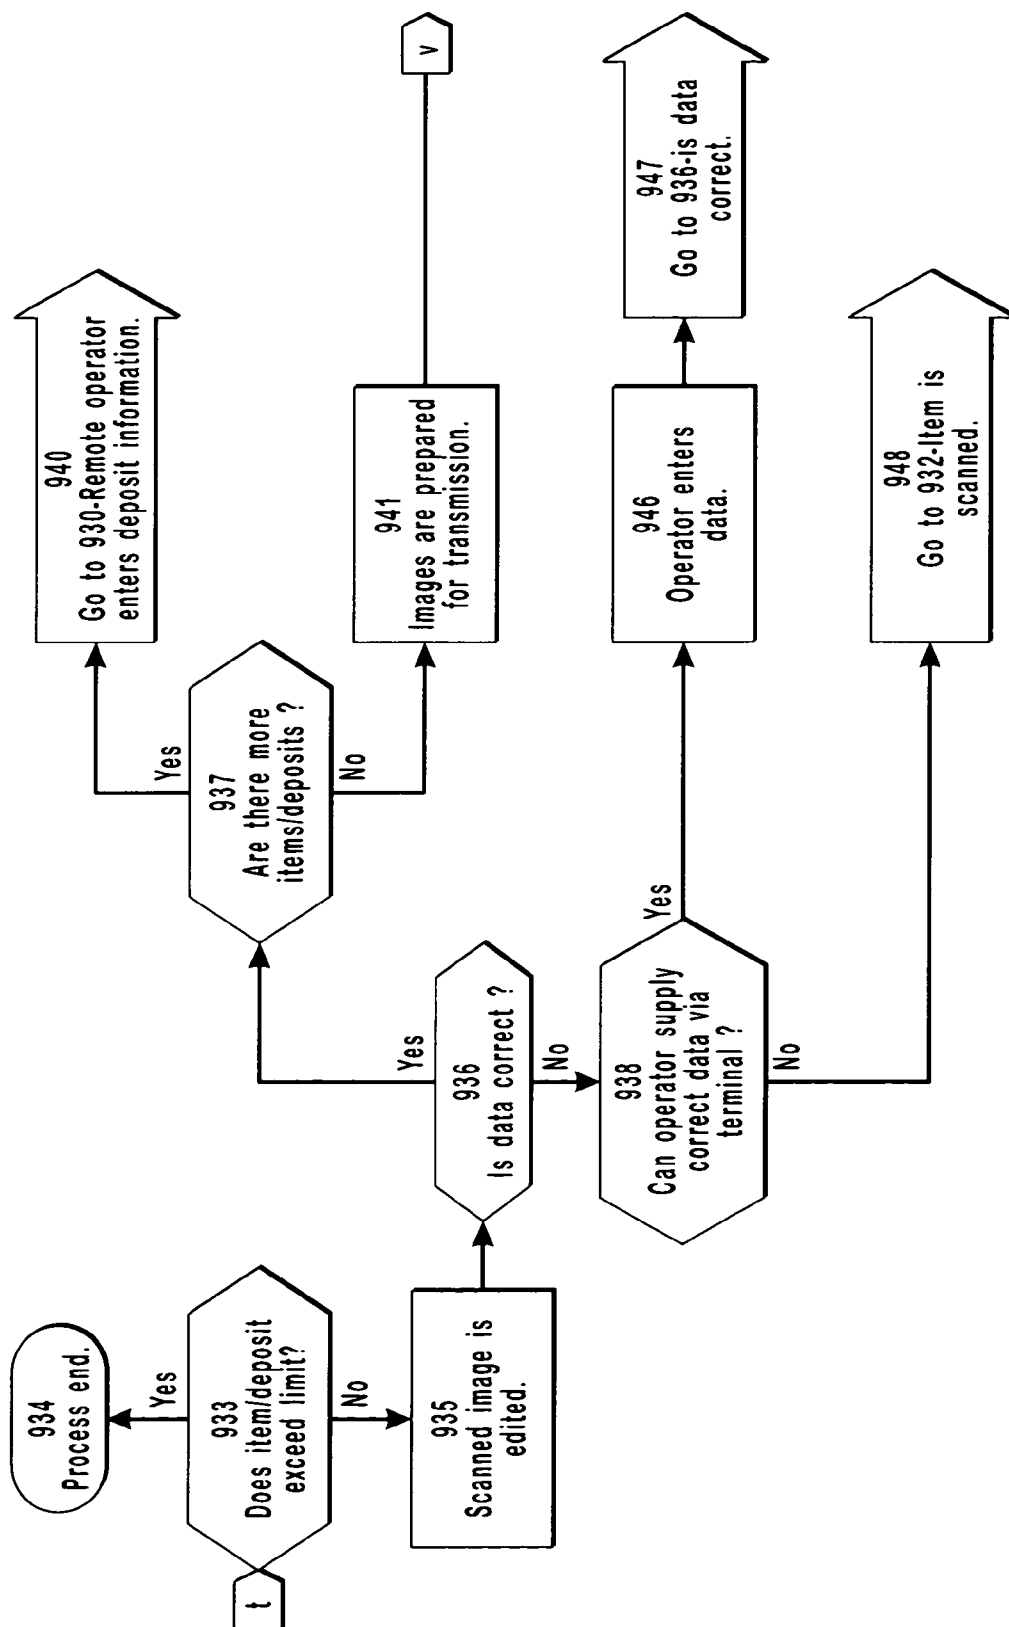 t
933
Does item/deposit
exceed limit?
Yes
934
Process end.
No
935
Scanned image is
edited.
936
Is data correct ?
Yes
937
Are there more
items/deposits ?
Yes
940
Go to 930-Remote operator
enters deposit information.
No
941
Images are prepared
for transmission.
v
No
938
Can operator supply
correct data via
terminal ?
Yes
946
Operator enters
data.
947
Go to 936-is data
correct.
No
948
Go to 932-Item is
scanned.